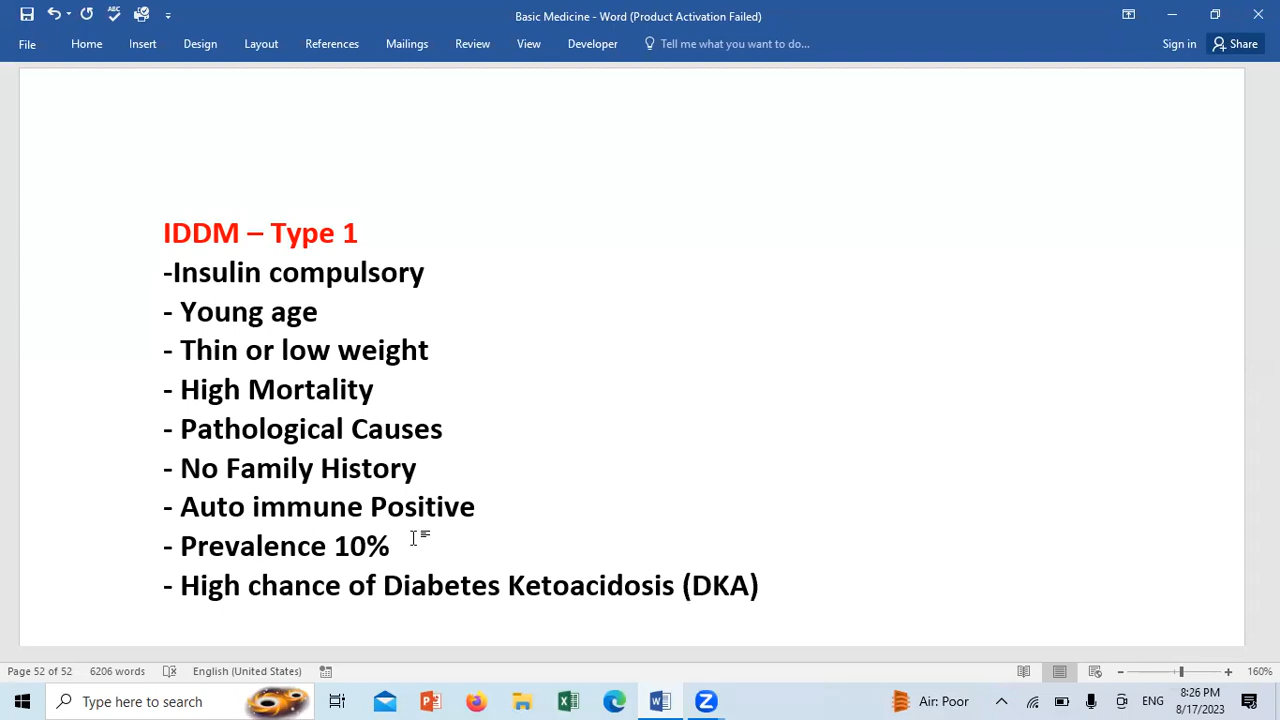 Basic Medicine - Word (Product Activation Failed)
File Home Insert Design Layout References Mailings Review View Developer Tell me what you want to do... Sign in Share
IDDM – Type 1
-Insulin compulsory
- Young age
- Thin or low weight
- High Mortality
- Pathological Causes
- No Family History
- Auto immune Positive
- Prevalence 10%
- High chance of Diabetes Ketoacidosis (DKA)
Page 52 of 52 6206 words English (United States) 160%
Type here to search Air: Poor ENG 8:26 PM
8/17/2023